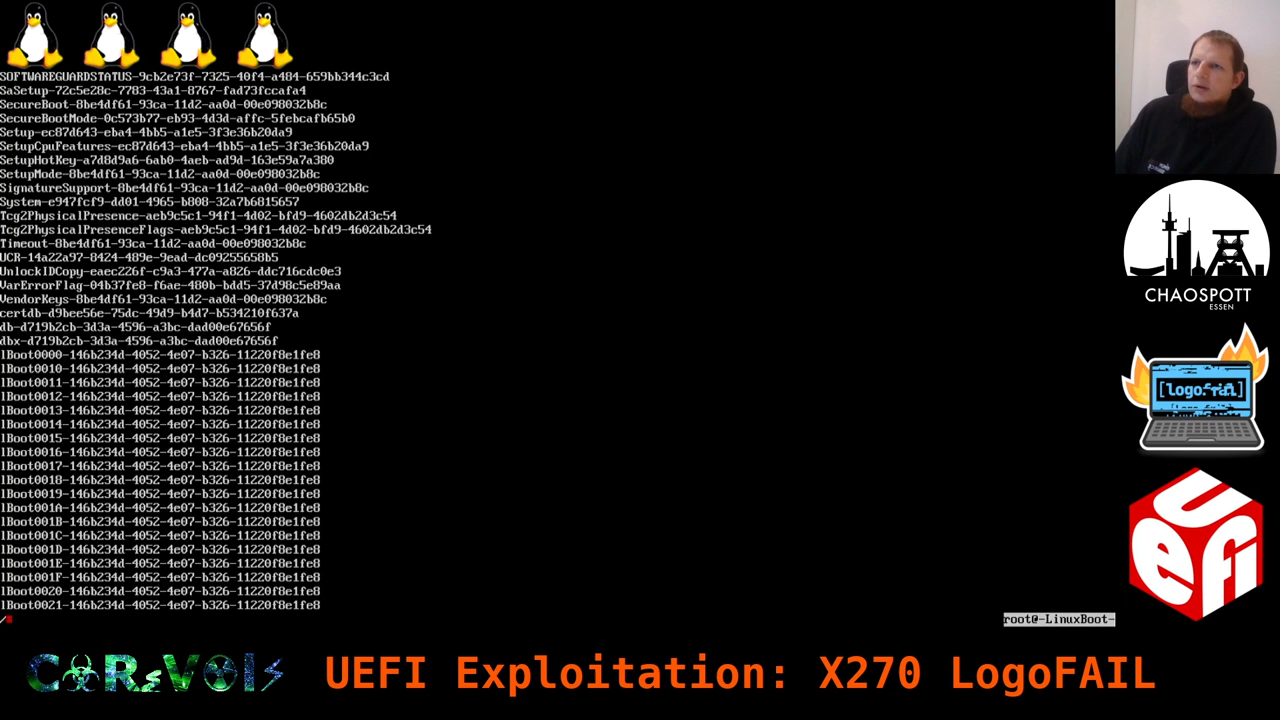 SOFTWAREGUARDSTATUS-9cb2e73f-7325-40f4-a484-659bb344c3cd
SaSetup-72c5e28c-7783-43a1-8767-fad73fccafa4
SecureBoot-8be4df61-93ca-11d2-aa0d-00e098032b8c
SecureBootMode-0c573b77-eb93-4d3d-affc-5febcafb65b0
Setup-ec87d643-eba4-4bb5-a1e5-3f3e36b20da9
SetupCpuFeatures-ec87d643-eba4-4bb5-a1e5-3f3e36b20da9
SetupHotKey-a7d8d9a6-6ab0-4aeb-ad9d-163e59a7a380
SetupMode-8be4df61-93ca-11d2-aa0d-00e098032b8c
SignatureSupport-8be4df61-93ca-11d2-aa0d-00e098032b8c
System-e947fcf9-dd01-4965-b808-32a7b6815657
Tcg2PhysicalPresence-aeb9c5c1-94f1-4d02-bfd9-4602db2d3c54
Tcg2PhysicalPresenceFlags-aeb9c5c1-94f1-4d02-bfd9-4602db2d3c54
Timeout-8be4df61-93ca-11d2-aa0d-00e098032b8c
UCR-14a22a97-8424-489e-9ead-dc09255658b5
UnlockIDCopy-eaec226f-c9a3-477a-a826-ddc716cdc0e3
VarErrorFlag-04b37fe8-f6ae-480b-bdd5-37d98c5e89aa
VendorKeys-8be4df61-93ca-11d2-aa0d-00e098032b8c
certdb-d9bee56e-75dc-49d9-b4d7-b534210f637a
db-d719b2cb-3d3a-4596-a3bc-dad00e67656f
dbx-d719b2cb-3d3a-4596-a3bc-dad00e67656f
lBoot0000-146b234d-4052-4e07-b326-11220f8e1fe8
lBoot0010-146b234d-4052-4e07-b326-11220f8e1fe8
lBoot0011-146b234d-4052-4e07-b326-11220f8e1fe8
lBoot0012-146b234d-4052-4e07-b326-11220f8e1fe8
lBoot0013-146b234d-4052-4e07-b326-11220f8e1fe8
lBoot0014-146b234d-4052-4e07-b326-11220f8e1fe8
lBoot0015-146b234d-4052-4e07-b326-11220f8e1fe8
lBoot0016-146b234d-4052-4e07-b326-11220f8e1fe8
lBoot0017-146b234d-4052-4e07-b326-11220f8e1fe8
lBoot0018-146b234d-4052-4e07-b326-11220f8e1fe8
lBoot0019-146b234d-4052-4e07-b326-11220f8e1fe8
lBoot001A-146b234d-4052-4e07-b326-11220f8e1fe8
lBoot001B-146b234d-4052-4e07-b326-11220f8e1fe8
lBoot001C-146b234d-4052-4e07-b326-11220f8e1fe8
lBoot001D-146b234d-4052-4e07-b326-11220f8e1fe8
lBoot001E-146b234d-4052-4e07-b326-11220f8e1fe8
lBoot001F-146b234d-4052-4e07-b326-11220f8e1fe8
lBoot0020-146b234d-4052-4e07-b326-11220f8e1fe8
lBoot0021-146b234d-4052-4e07-b326-11220f8e1fe8
/
root@-LinuxBoot-
CHAOSPOTT
ESSEN
[logofail]
UEFI
UEFI Exploitation: X270 LogoFAIL